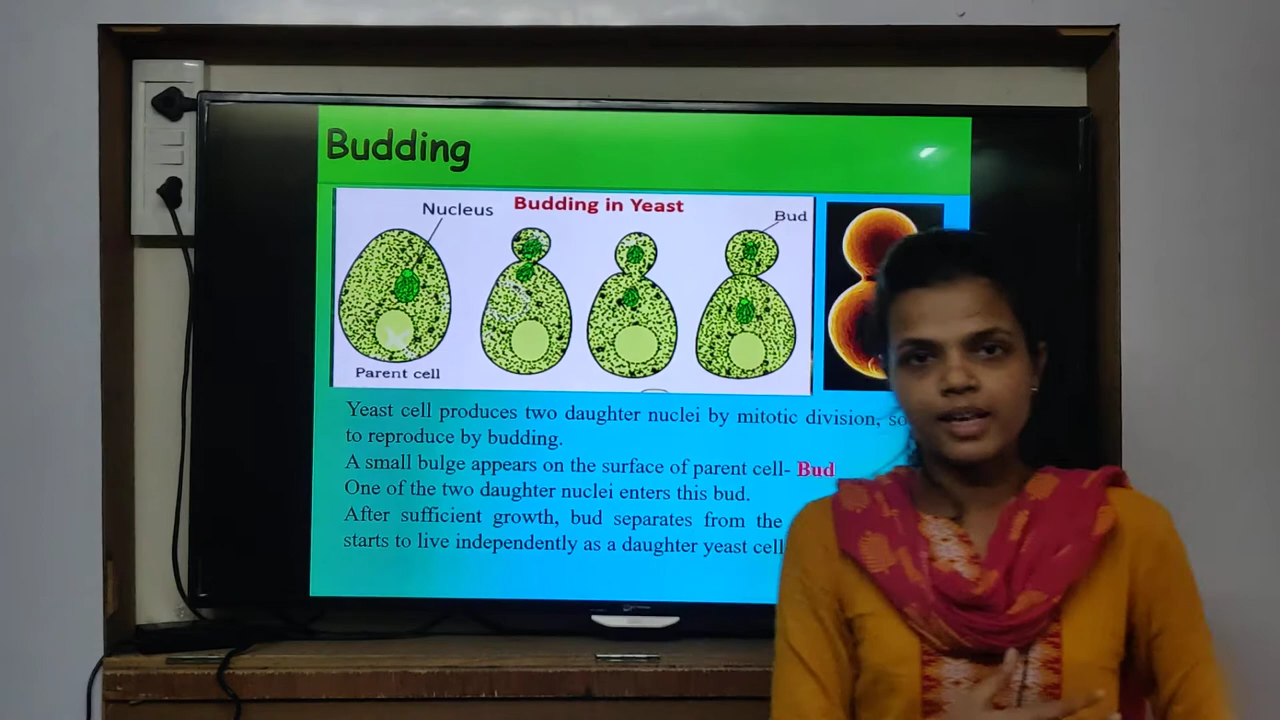 Budding
Budding in Yeast
Nucleus
Bud
Parent cell
Yeast cell produces two daughter nuclei by mitotic division, so
to reproduce by budding.
A small bulge appears on the surface of parent cell- Bud
One of the two daughter nuclei enters this bud.
After sufficient growth, bud separates from the
starts to live independently as a daughter yeast cell